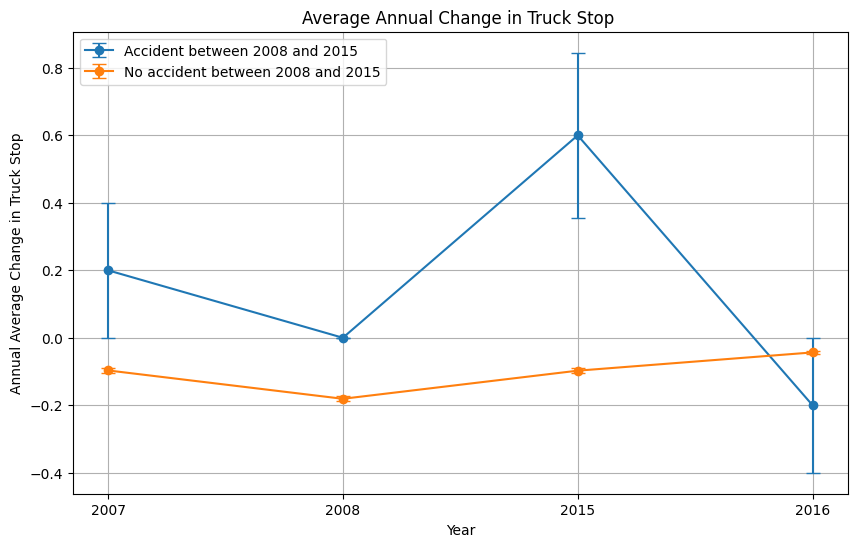 Average Annual Change in Truck Stop
Accident between 2008 and 2015
No accident between 2008 and 2015
Annual Average Change in Truck Stop
0.8
0.6
0.4
0.2
0.0
−0.2
−0.4
2007
2008
2015
2016
Year